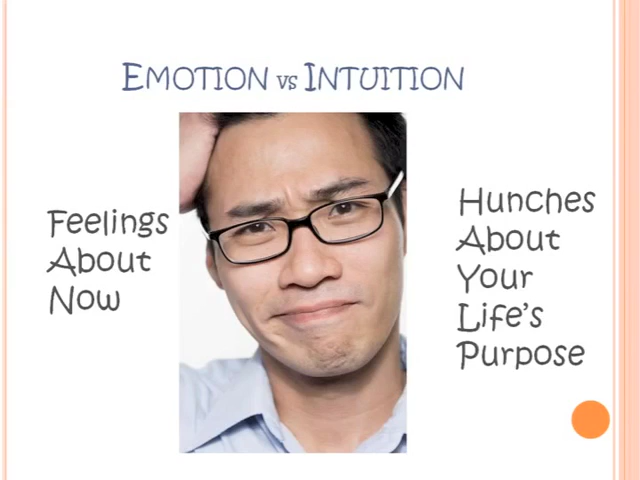 EMOTION VS INTUITION
Feelings
About
Now
Hunches
About
Your
Life's
Purpose